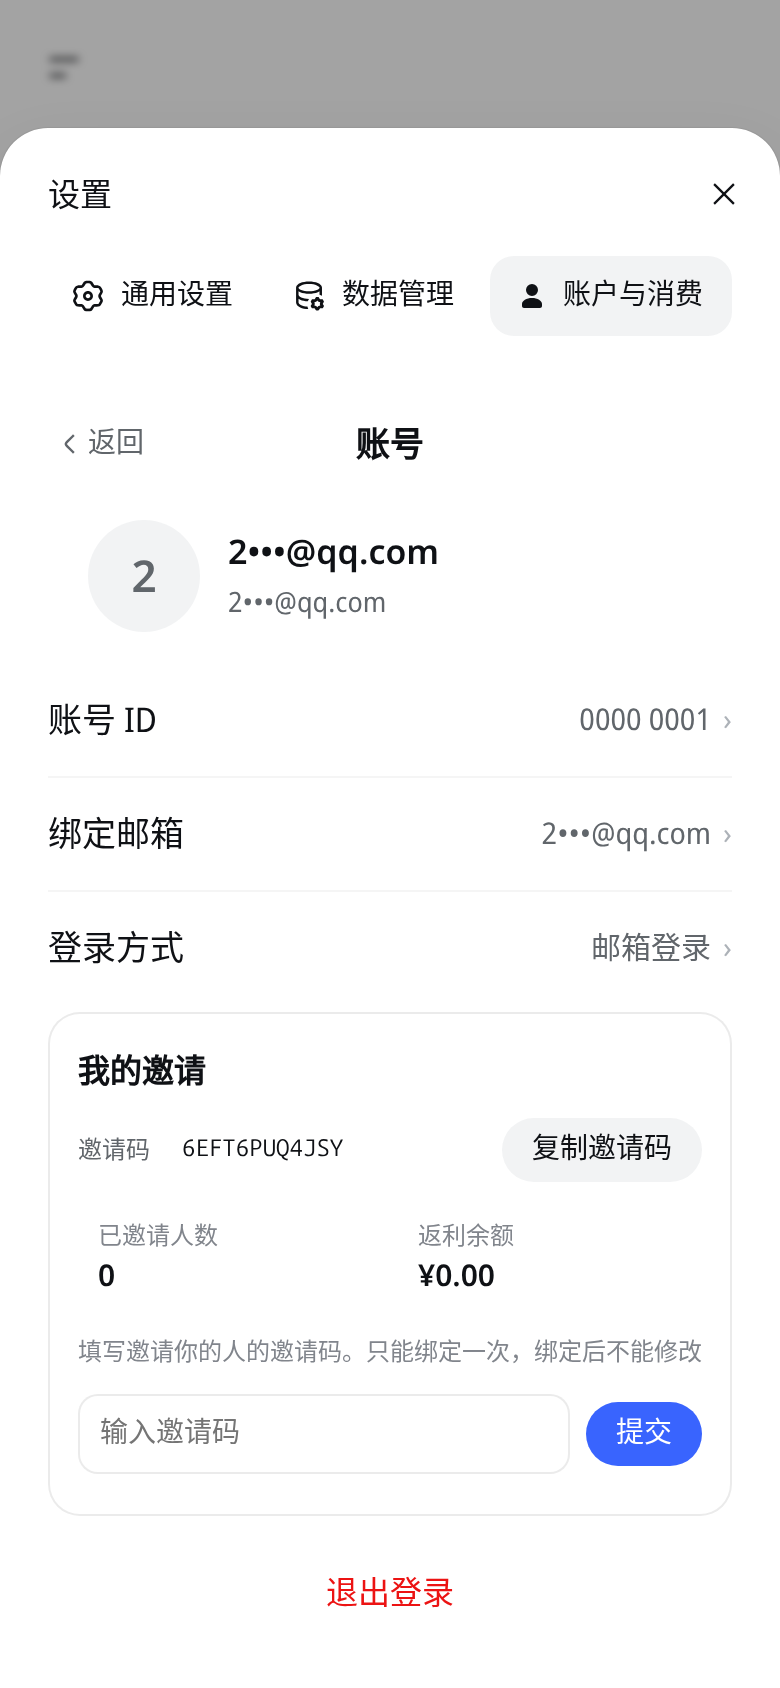 设置
通用设置 数据管理 账户与消费
返回 账号
2
2•••@qq.com
2•••@qq.com
账号 ID 0000 0001 ›
绑定邮箱 2•••@qq.com ›
登录方式 邮箱登录 ›
我的邀请
邀请码 6EFT6PUQ4JSY 复制邀请码
已邀请人数 返利余额
0 ¥0.00
填写邀请你的人的邀请码。只能绑定一次，绑定后不能修改
输入邀请码 提交
退出登录